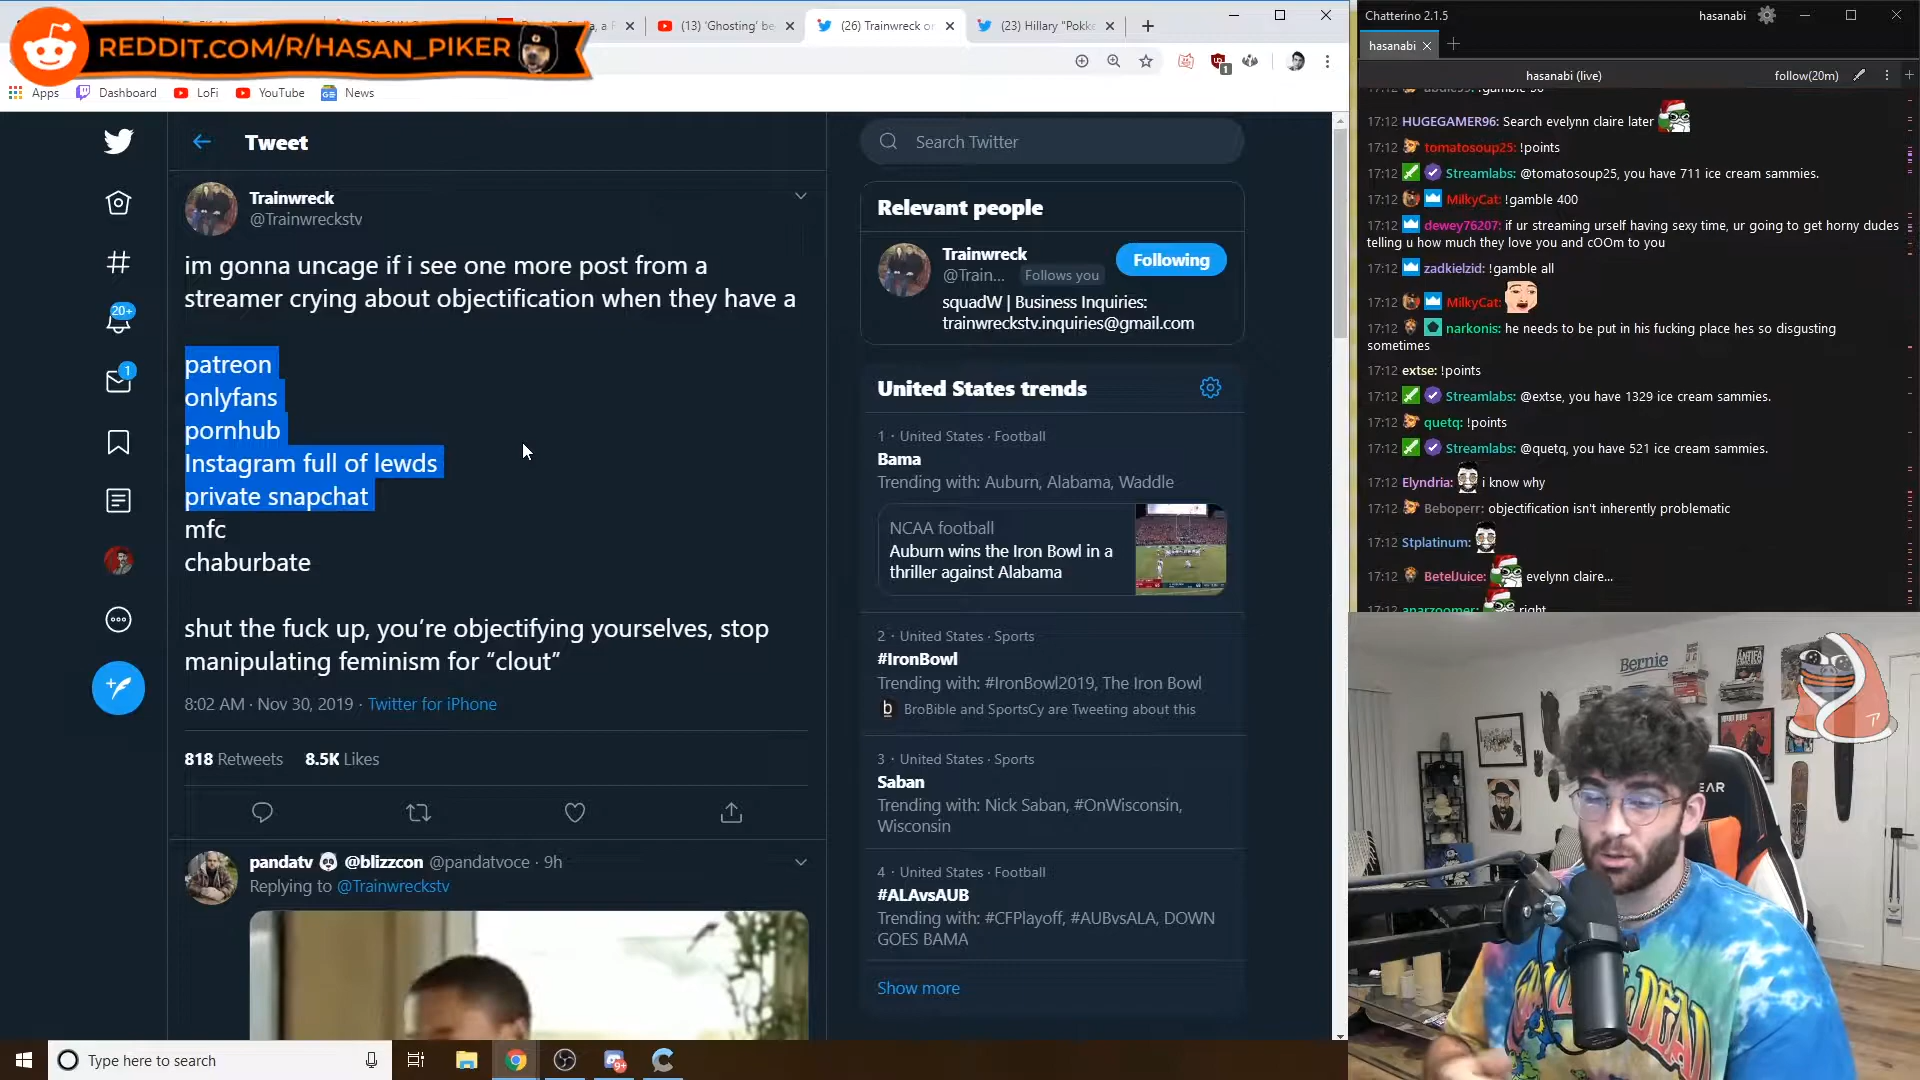 REDDIT.COM/R/HASAN_PIKER
(13) 'Ghosting' be
(26) Trainwreck or
(23) Hillary "Pokke
Apps
Dashboard
LoFi
YouTube
News
Tweet
Trainwreck
@Trainwreckstv
im gonna uncage if i see one more post from a
streamer crying about objectification when they have a
patreon
onlyfans
pornhub
Instagram full of lewds
private snapchat
mfc
chaburbate
shut the fuck up, you’re objectifying yourselves, stop
manipulating feminism for “clout”
8:02 AM · Nov 30, 2019 · Twitter for iPhone
818 Retweets 8.5K Likes
pandatv @blizzcon @pandatvoce · 9h
Replying to @Trainwreckstv
20+
1
Search Twitter
Relevant people
Trainwreck
@Train... Follows you
Following
squadW | Business Inquiries:
trainwreckstv.inquiries@gmail.com
United States trends
1 · United States · Football
Bama
Trending with: Auburn, Alabama, Waddle
NCAA football
Auburn wins the Iron Bowl in a
thriller against Alabama
2 · United States · Sports
#IronBowl
Trending with: #IronBowl2019, The Iron Bowl
BroBible and SportsCy are Tweeting about this
3 · United States · Sports
Saban
Trending with: Nick Saban, #OnWisconsin,
Wisconsin
4 · United States · Football
#ALAvsAUB
Trending with: #CFPlayoff, #AUBvsALA, DOWN
GOES BAMA
Show more
Type here to search
9+
Chatterino 2.1.5
hasanabi
hasanabi
hasanabi (live)
follow(20m)
17:12 HUGEGAMER96: Search evelynn claire later
17:12 tomatosoup25: !points
17:12 Streamlabs: @tomatosoup25, you have 711 ice cream sammies.
17:12 MilkyCat: !gamble 400
17:12 dewey76207: if ur streaming urself having sexy time, ur going to get horny dudes
telling u how much they love you and cOOm to you
17:12 zadkielzid: !gamble all
17:12 MilkyCat:
17:12 narkonis: he needs to be put in his fucking place hes so disgusting
sometimes
17:12 extse: !points
17:12 Streamlabs: @extse, you have 1329 ice cream sammies.
17:12 quetq: !points
17:12 Streamlabs: @quetq, you have 521 ice cream sammies.
17:12 Elyndria: i know why
17:12 Beboperr: objectification isn't inherently problematic
17:12 Stplatinum:
17:12 BetelJuice: evelynn claire...
17:12 anarzoomer: right
Bernie
ANTIFA
EAR
DEAD